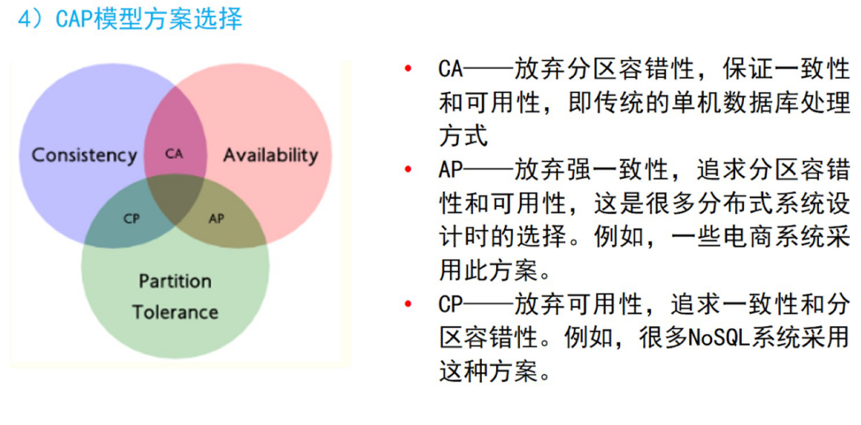 4）CAP模型方案选择
Consistency
CA
Availability
CP
AP
Partition
Tolerance
• CA——放弃分区容错性，保证一致性
和可用性，即传统的单机数据库处理
方式
• AP——放弃强一致性，追求分区容错
性和可用性，这是很多分布式系统设
计时的选择。例如，一些电商系统采
用此方案。
• CP——放弃可用性，追求一致性和分
区容错性。例如，很多NoSQL系统采用
这种方案。